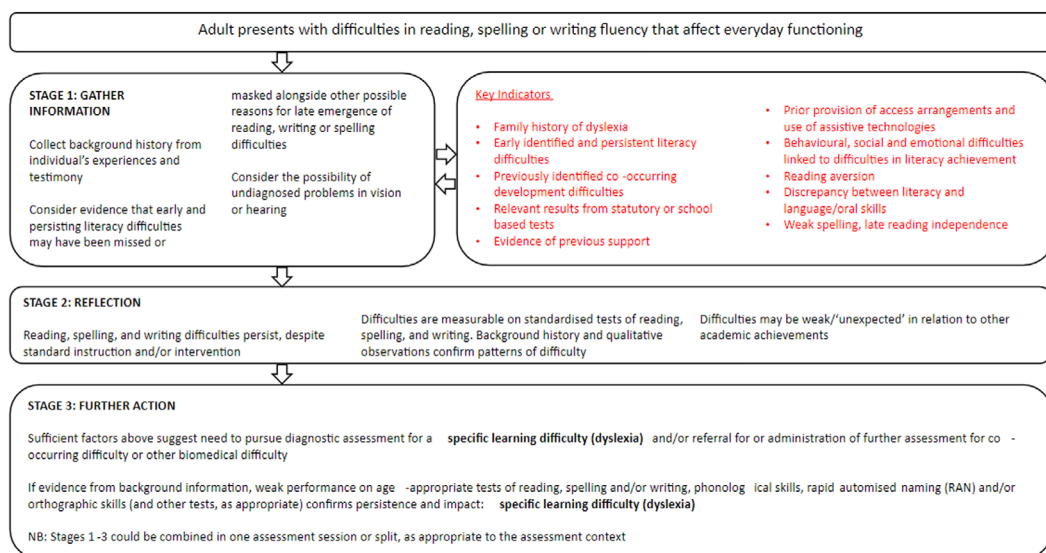 Adult presents with difficulties in reading, spelling or writing fluency that affect everyday functioning
STAGE 1: GATHER
INFORMATION
Collect background history from
individual's experiences and
testimony
Consider evidence that early and
persisting literacy difficulties
may have been missed or
masked alongside other possible
reasons for late emergence of
reading, writing or spelling
difficulties
Consider the possibility of
undiagnosed problems in vision
or hearing
Key Indicators
• Family history of dyslexia
• Early identified and persistent literacy
difficulties
• Previously identified co -occurring
development difficulties
• Relevant results from statutory or school
based tests
• Evidence of previous support
• Prior provision of access arrangements and
use of assistive technologies
• Behavioural, social and emotional difficulties
linked to difficulties in literacy achievement
• Reading aversion
• Discrepancy between literacy and
language/oral skills
• Weak spelling, late reading independence
STAGE 2: REFLECTION
Reading, spelling, and writing difficulties persist, despite
standard instruction and/or intervention
Difficulties are measurable on standardised tests of reading,
spelling, and writing. Background history and qualitative
observations confirm patterns of difficulty
Difficulties may be weak/'unexpected' in relation to other
academic achievements
STAGE 3: FURTHER ACTION
Sufficient factors above suggest need to pursue diagnostic assessment for a specific learning difficulty (dyslexia) and/or referral for or administration of further assessment for co -
occurring difficulty or other biomedical difficulty
If evidence from background information, weak performance on age -appropriate tests of reading, spelling and/or writing, phonolog ical skills, rapid automised naming (RAN) and/or
orthographic skills (and other tests, as appropriate) confirms persistence and impact: specific learning difficulty (dyslexia)
NB: Stages 1 -3 could be combined in one assessment session or split, as appropriate to the assessment context